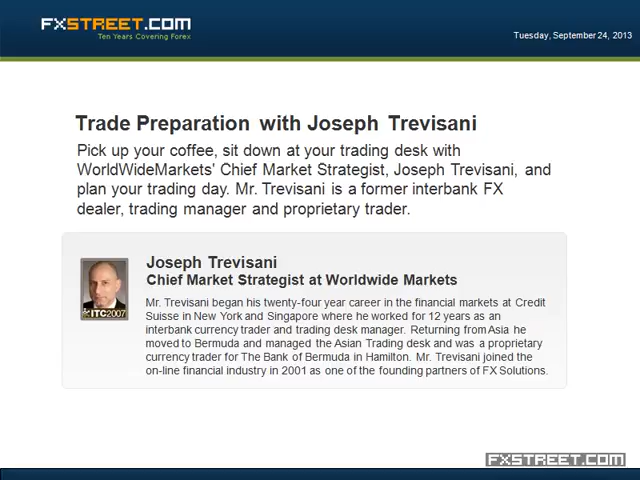 FXSTREET.COM
Ten Years Covering Forex
Tuesday, September 24, 2013
Trade Preparation with Joseph Trevisani
Pick up your coffee, sit down at your trading desk with
WorldWideMarkets' Chief Market Strategist, Joseph Trevisani, and
plan your trading day. Mr. Trevisani is a former interbank FX
dealer, trading manager and proprietary trader.
Joseph Trevisani
Chief Market Strategist at Worldwide Markets
ITC2007
Mr. Trevisani began his twenty-four year career in the financial markets at Credit
Suisse in New York and Singapore where he worked for 12 years as an
interbank currency trader and trading desk manager. Returning from Asia he
moved to Bermuda and managed the Asian Trading desk and was a proprietary
currency trader for The Bank of Bermuda in Hamilton. Mr. Trevisani joined the
on-line financial industry in 2001 as one of the founding partners of FX Solutions.
FXSTREET.COM